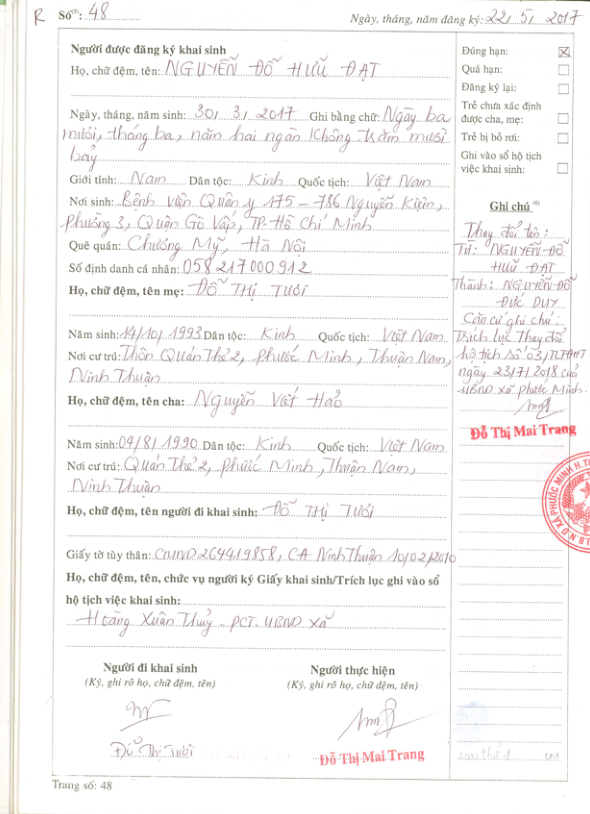 R Số⁽¹⁾: 48
Ngày, tháng, năm đăng ký: 22/5/2017
Người được đăng ký khai sinh
Họ, chữ đệm, tên: NGUYỄN ĐỖ HỮU ĐẠT
Ngày, tháng, năm sinh: 30/3/2017 Ghi bằng chữ: Ngày ba
mươi, tháng ba, năm hai ngàn không trăm mười
bảy
Giới tính: Nam Dân tộc: Kinh Quốc tịch: Việt Nam
Nơi sinh: Bệnh viện Quân y 175 – 786 Nguyễn Kiệm,
Phường 3, Quận Gò Vấp, TP. Hồ Chí Minh
Quê quán: Chương Mỹ, Hà Nội
Số định danh cá nhân: 058217000912
Họ, chữ đệm, tên mẹ: ĐỖ THỊ TƯƠI
Năm sinh: 14/10/1993 Dân tộc: Kinh Quốc tịch: Việt Nam
Nơi cư trú: Thôn Quán Thẻ 2, Phước Minh, Thuận Nam,
Ninh Thuận
Họ, chữ đệm, tên cha: Nguyễn Viết Hảo
Năm sinh: 09/8/1990 Dân tộc: Kinh Quốc tịch: Việt Nam
Nơi cư trú: Quán Thẻ 2, Phước Minh, Thuận Nam,
Ninh Thuận
Họ, chữ đệm, tên người đi khai sinh: ĐỖ THỊ TƯƠI
Giấy tờ tùy thân: CMND 264419858, CA Ninh Thuận 10/02/2010
Họ, chữ đệm, tên, chức vụ người ký Giấy khai sinh/Trích lục ghi vào sổ
hộ tịch việc khai sinh:
Hoàng Xuân Thủy - PCT. UBND xã
Người đi khai sinh
(Ký, ghi rõ họ, chữ đệm, tên)
Đỗ Thị Tươi
Người thực hiện
(Ký, ghi rõ họ, chữ đệm, tên)
Đỗ Thị Mai Trang
Đúng hạn:
Quá hạn:
Đăng ký lại:
Trẻ chưa xác định
được cha, mẹ:
Trẻ bị bỏ rơi:
Ghi vào sổ hộ tịch
việc khai sinh:
Ghi chú
Thay đổi tên:
Từ: NGUYỄN ĐỖ
HỮU ĐẠT
Thành: NGUYỄN ĐỖ
ĐỨC DUY
Căn cứ ghi chú:
Trích lục Thay đổi
hộ tịch số 03/TLTĐHT
ngày 23/7/2018 của
UBND xã Phước Minh.
Đỗ Thị Mai Trang
XÃ PHƯỚC MINH
Trang số: 48